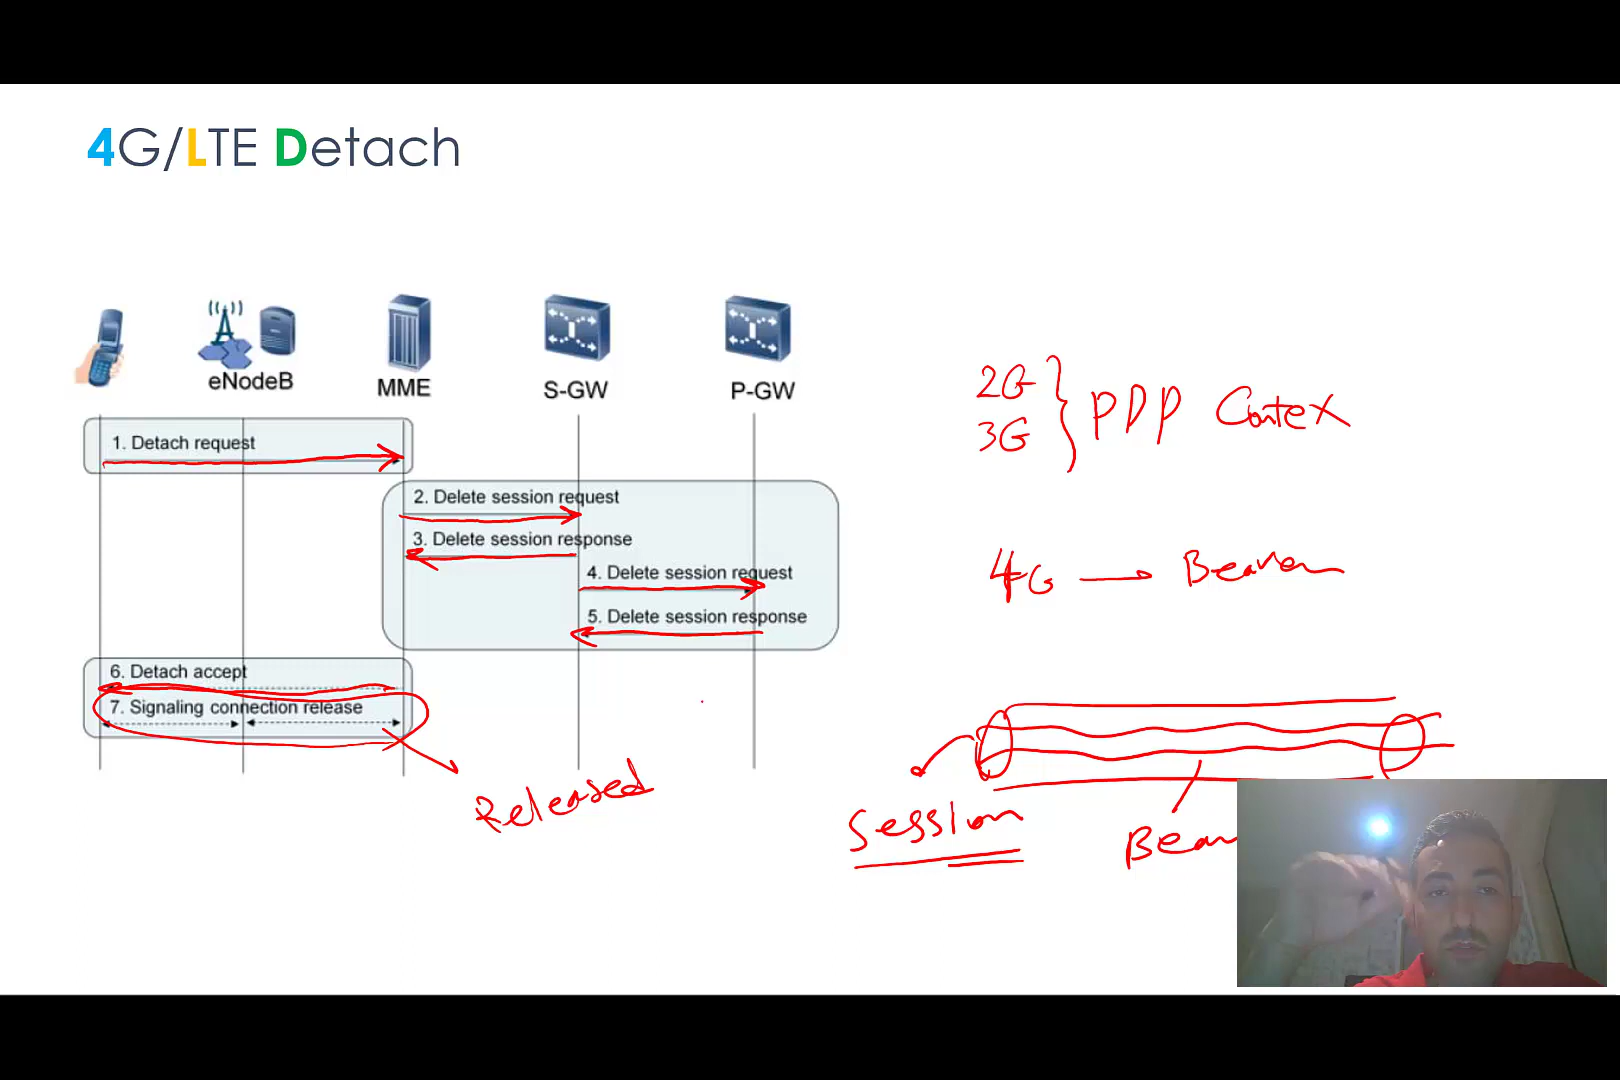 4G/LTE Detach
eNodeB
MME
S-GW
P-GW
1. Detach request
2. Delete session request
3. Delete session response
4. Delete session request
5. Delete session response
6. Detach accept
7. Signaling connection release
Released
2G
3G
PDP Contex
4G → Bearer
Session